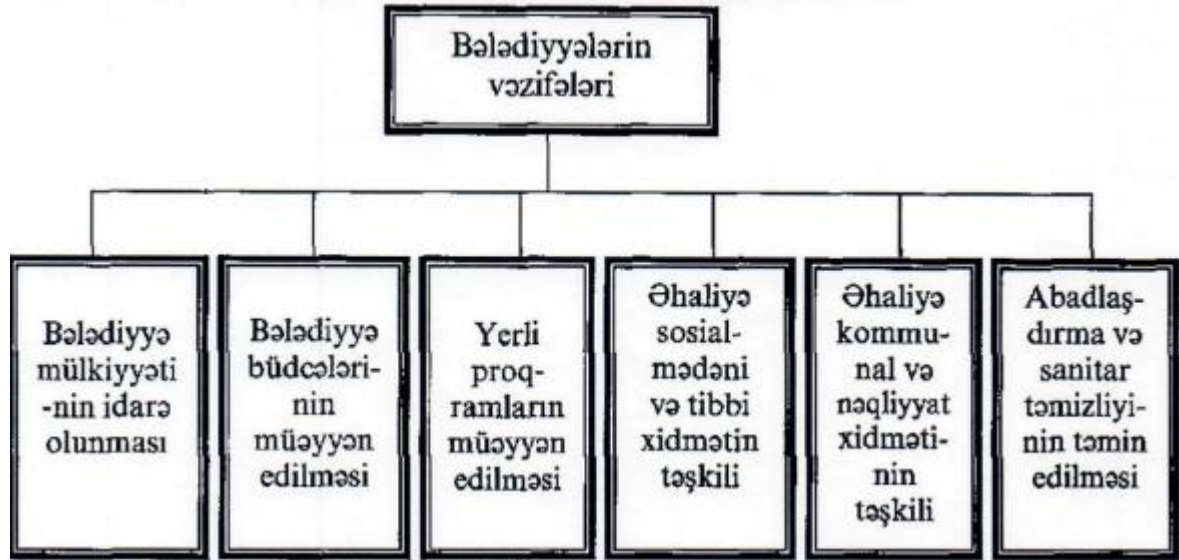 Bələdiyyələrin
vəzifələri
Bələdiyyə
mülkiyyəti
-nin idarə
olunması
Bələdiyyə
büdcələri-
nin
müəyyən
edilməsi
Yerli
proq-
ramların
müəyyən
edilməsi
Əhaliyə
sosial-
mədəni
və tibbi
xidmətin
təşkili
Əhaliyə
kommu-
nal və
nəqliyyat
xidməti-
nin
təşkili
Abadlaş-
dırma və
sanitar
təmizliyi-
nin təmin
edilməsi